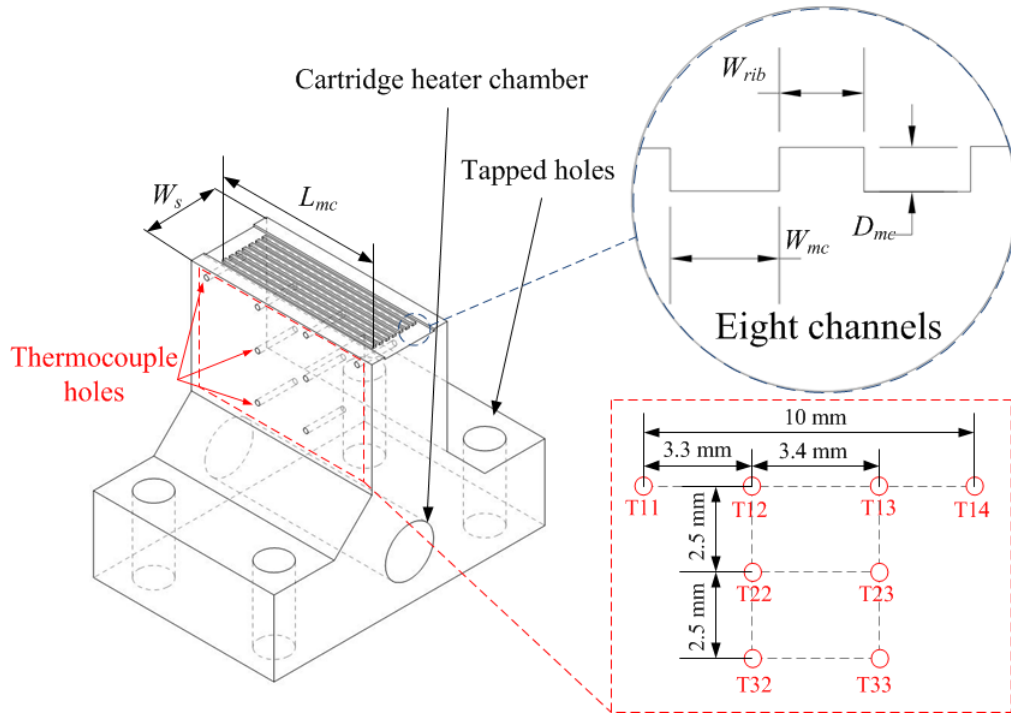 Cartridge heater chamber
Tapped holes
W_s
L_mc
Thermocouple
holes
W_rib
D_mc
W_mc
Eight channels
10 mm
3.3 mm
3.4 mm
T11
T12
T13
T14
2.5 mm
T22
T23
2.5 mm
T32
T33